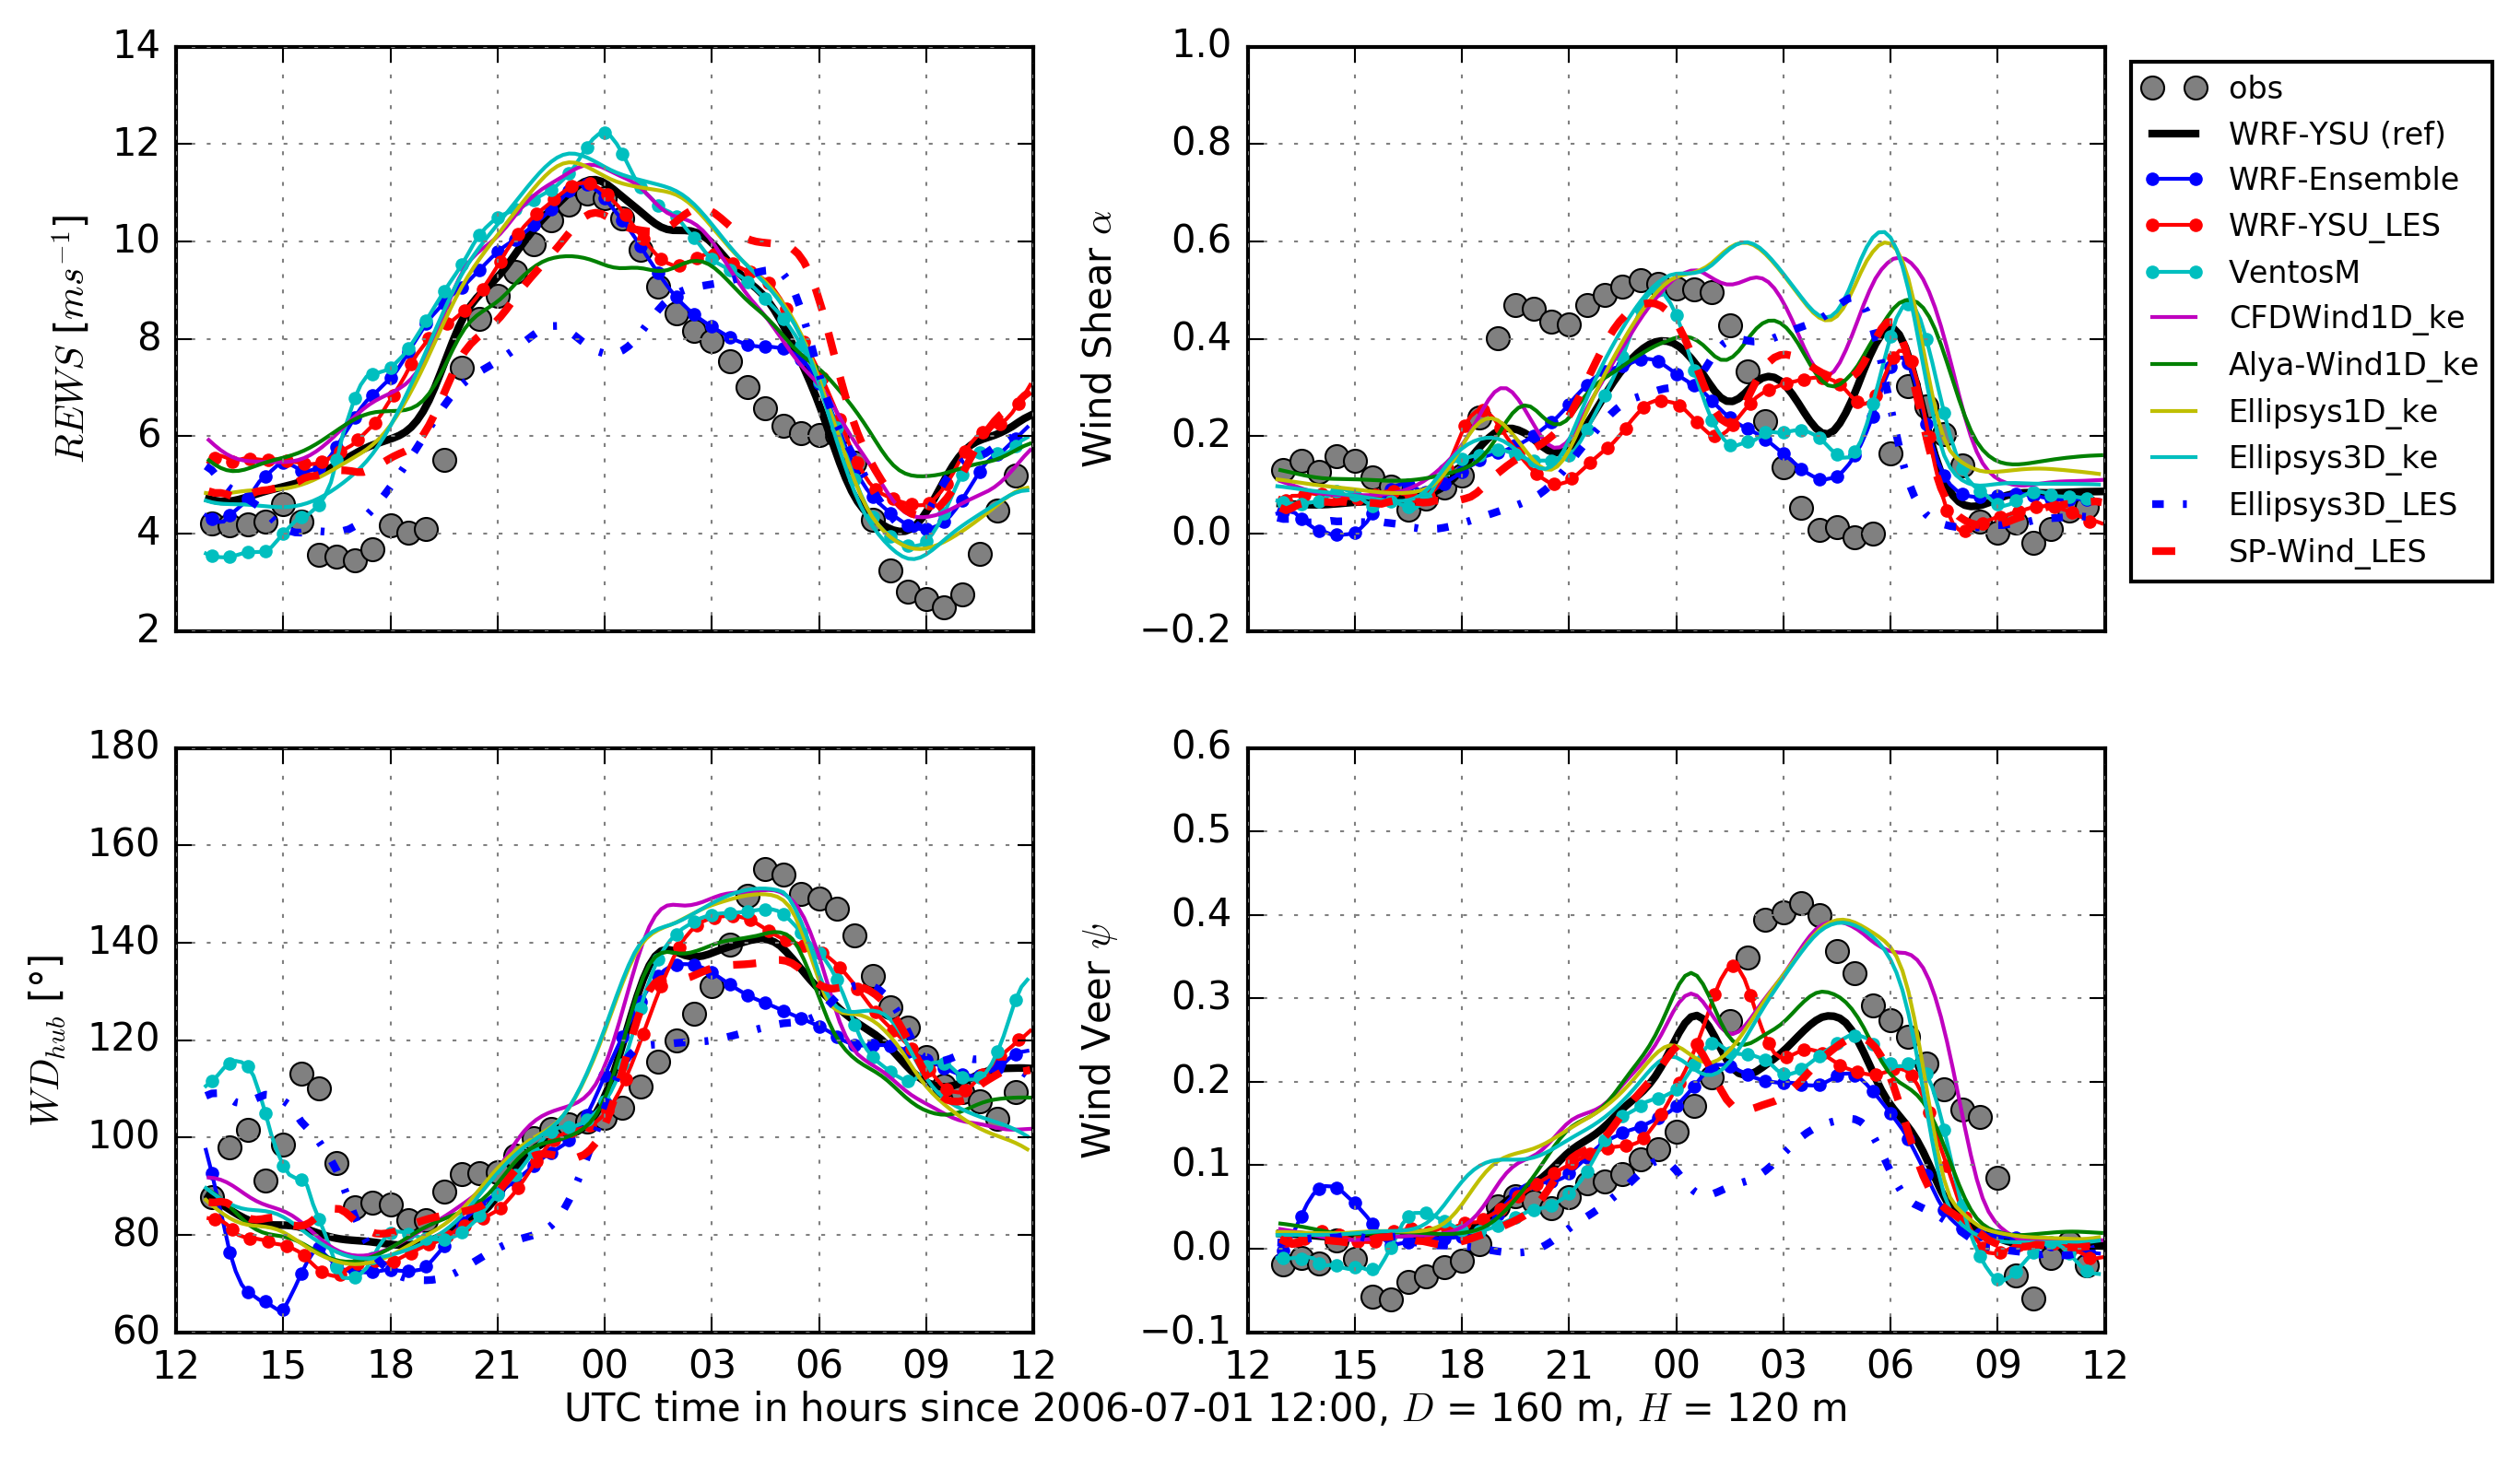 14
12
10
8
6
4
2
REWS [ms⁻¹]
1.0
0.8
0.6
0.4
0.2
0.0
−0.2
Wind Shear α
obs
WRF-YSU (ref)
WRF-Ensemble
WRF-YSU_LES
VentosM
CFDWind1D_ke
Alya-Wind1D_ke
Ellipsys1D_ke
Ellipsys3D_ke
Ellipsys3D_LES
SP-Wind_LES
180
160
140
120
100
80
60
WD_hub [°]
12 15 18 21 00 03 06 09 12
0.6
0.5
0.4
0.3
0.2
0.1
0.0
−0.1
Wind Veer ψ
12 15 18 21 00 03 06 09 12
UTC time in hours since 2006-07-01 12:00, D = 160 m, H = 120 m